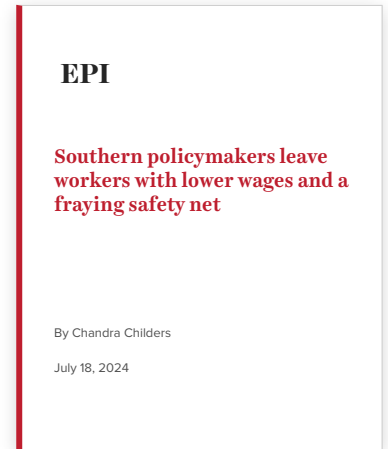 EPI
Southern policymakers leave
workers with lower wages and a
fraying safety net
By Chandra Childers
July 18, 2024